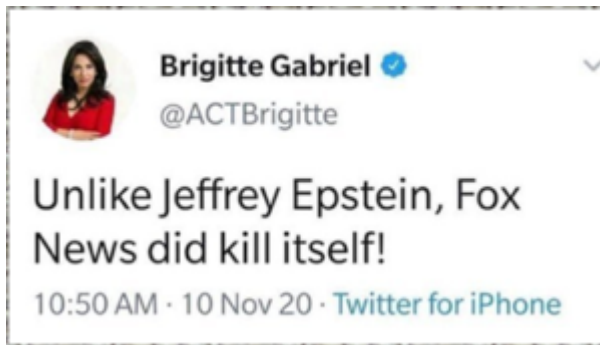 Brigitte Gabriel
@ACTBrigitte
Unlike Jeffrey Epstein, Fox
News did kill itself!
10:50 AM · 10 Nov 20 · Twitter for iPhone